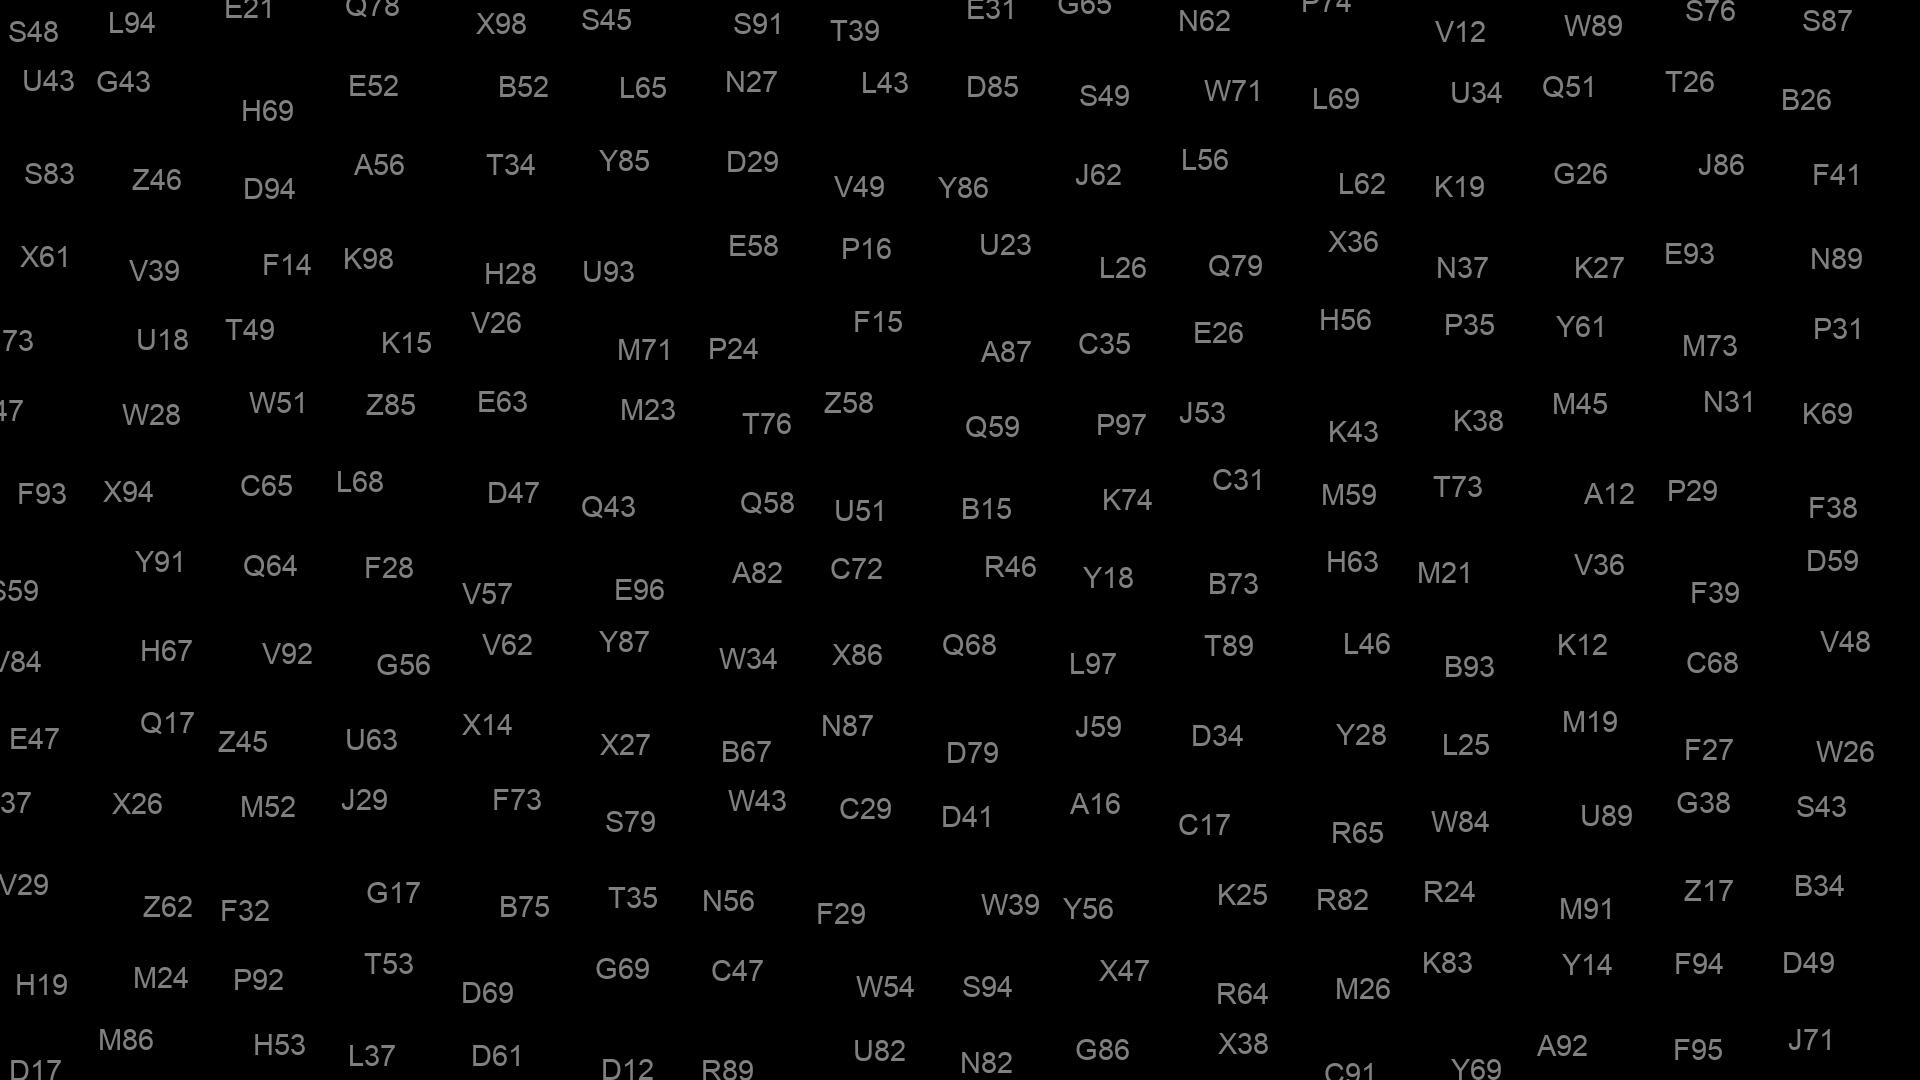 S48 L94 E21 Q78 X98 S45 S91 T39 E31 G65 N62 P74 V12 W89 S76 S87
U43 G43 H69 E52 B52 L65 N27 L43 D85 S49 W71 L69 U34 Q51 T26 B26
S83 Z46 D94 A56 T34 Y85 D29 V49 Y86 J62 L56 L62 K19 G26 J86 F41
X61 V39 F14 K98 H28 U93 E58 P16 U23 L26 Q79 X36 N37 K27 E93 N89
73 U18 T49 K15 V26 M71 P24 F15 A87 C35 E26 H56 P35 Y61 M73 P31
47 W28 W51 Z85 E63 M23 T76 Z58 Q59 P97 J53 K43 K38 M45 N31 K69
F93 X94 C65 L68 D47 Q43 Q58 U51 B15 K74 C31 M59 T73 A12 P29 F38
S59 Y91 Q64 F28 V57 E96 A82 C72 R46 Y18 B73 H63 M21 V36 F39 D59
V84 H67 V92 G56 V62 Y87 W34 X86 Q68 L97 T89 L46 B93 K12 C68 V48
E47 Q17 Z45 U63 X14 X27 B67 N87 D79 J59 D34 Y28 L25 M19 F27 W26
37 X26 M52 J29 F73 S79 W43 C29 D41 A16 C17 R65 W84 U89 G38 S43
V29 Z62 F32 G17 B75 T35 N56 F29 W39 Y56 K25 R82 R24 M91 Z17 B34
H19 M24 P92 T53 D69 G69 C47 W54 S94 X47 R64 M26 K83 Y14 F94 D49
D17 M86 H53 L37 D61 D12 R89 U82 N82 G86 X38 C91 Y69 A92 F95 J71